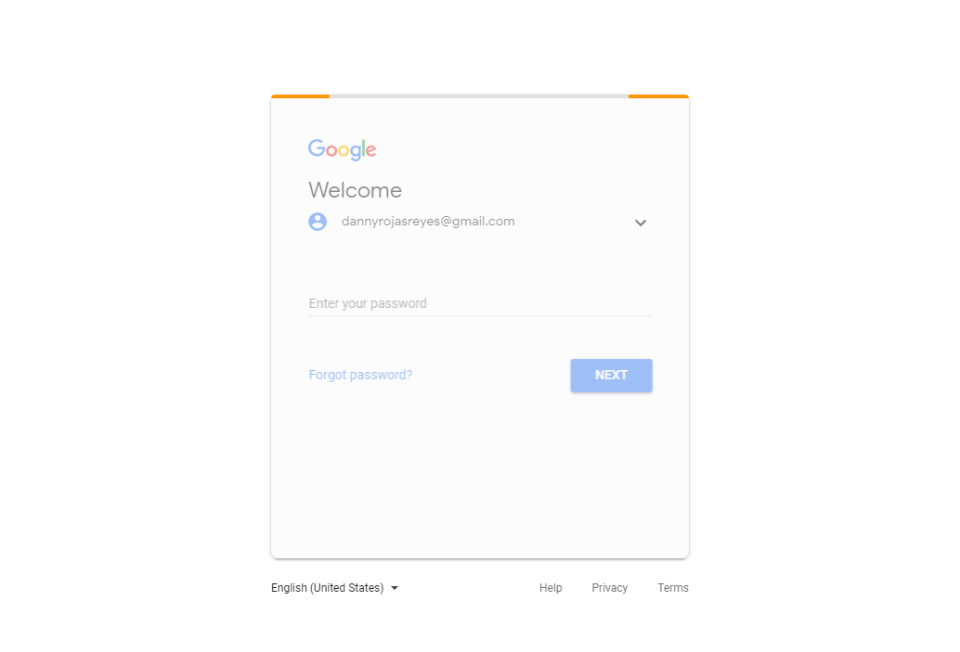 Google
Welcome
dannyrojasreyes@gmail.com
Enter your password
Forgot password?
NEXT
English (United States)
Help Privacy Terms